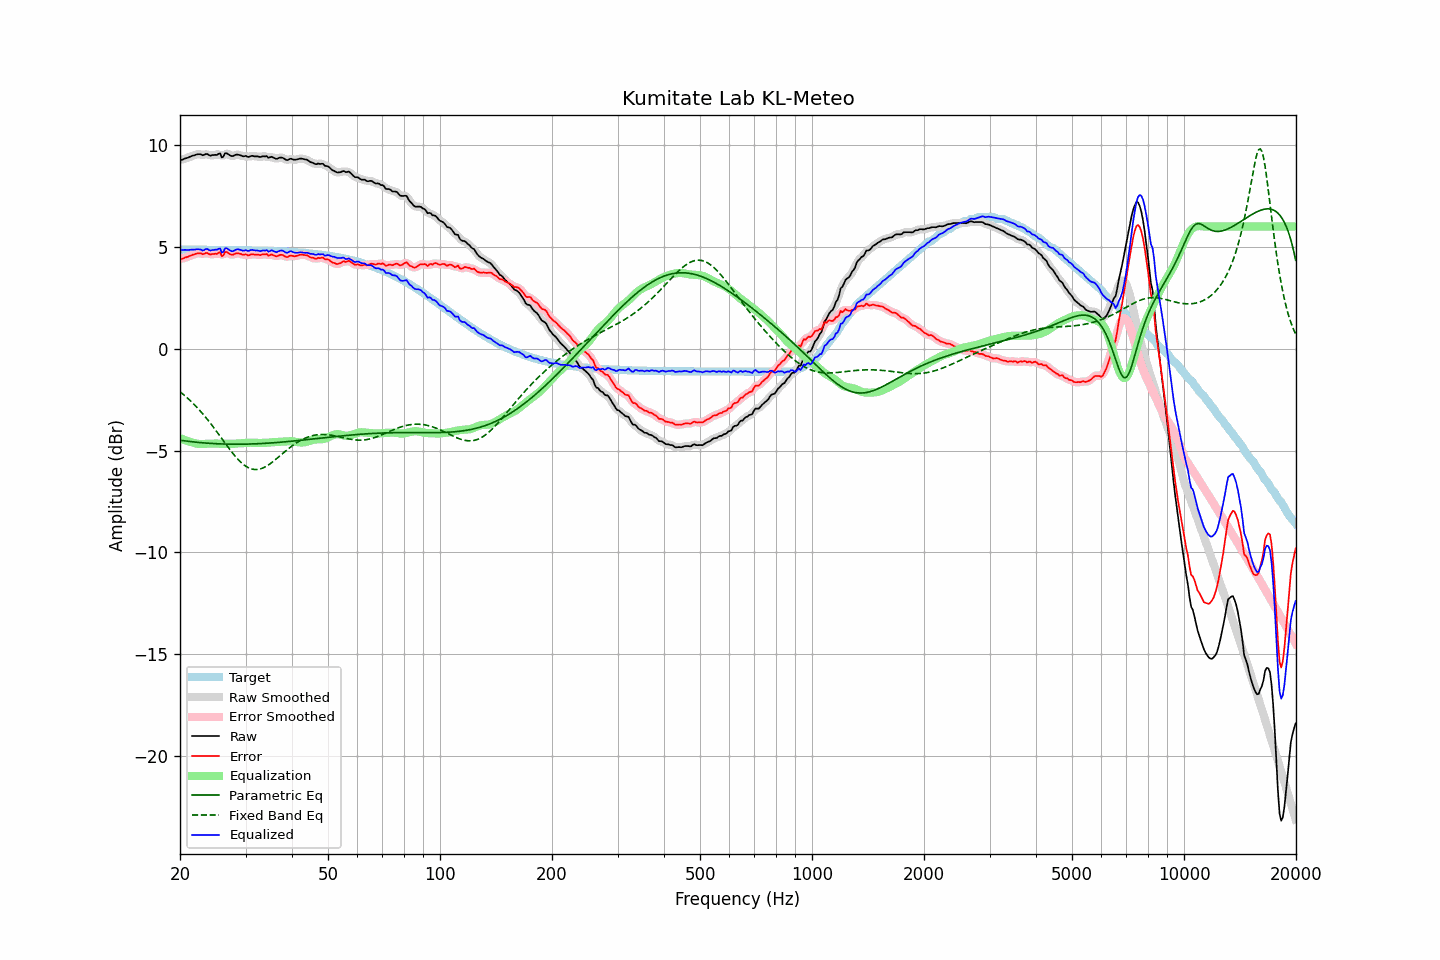 Kumitate Lab KL-Meteo
10
5
0
−5
−10
−15
−20
Amplitude (dBr)
Target
Raw Smoothed
Error Smoothed
Raw
Error
Equalization
Parametric Eq
Fixed Band Eq
Equalized
20 50 100 200 500 1000 2000 5000 10000 20000
Frequency (Hz)